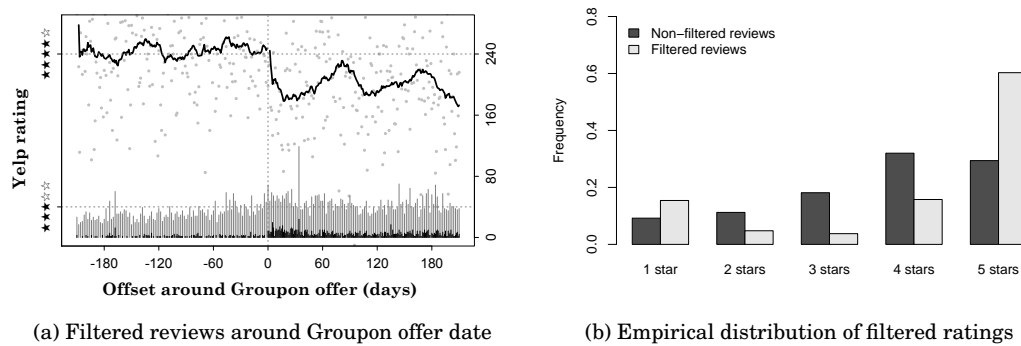 ★★★★☆
★★★☆☆
Yelp rating
240
160
80
0
-180 -120 -60 0 60 120 180
Offset around Groupon offer (days)
(a) Filtered reviews around Groupon offer date
0.8
0.6
0.4
0.2
0.0
Frequency
Non−filtered reviews
Filtered reviews
1 star 2 stars 3 stars 4 stars 5 stars
(b) Empirical distribution of filtered ratings